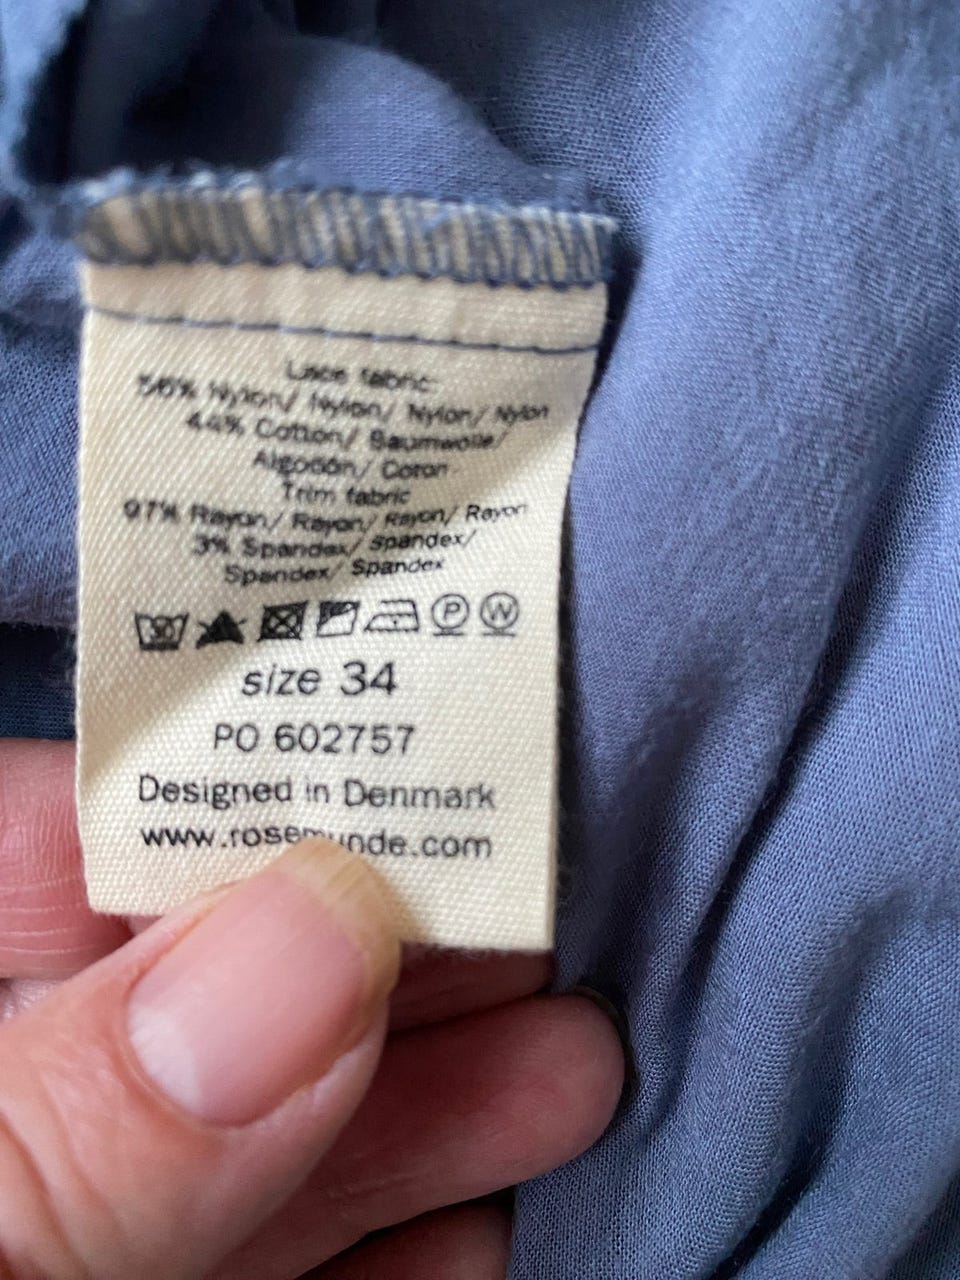 Lace fabric:
56% Nylon/ Nylon/ Nylon/ Nylon
44% Cotton/ Baumwolle/
Algodón/ Coton
Trim fabric
97% Rayon/ Rayon/ Rayon/ Rayon
3% Spandex/ Spandex/
Spandex/ Spandex
30 P W
size 34
PO 602757
Designed in Denmark
www.rosemunde.com